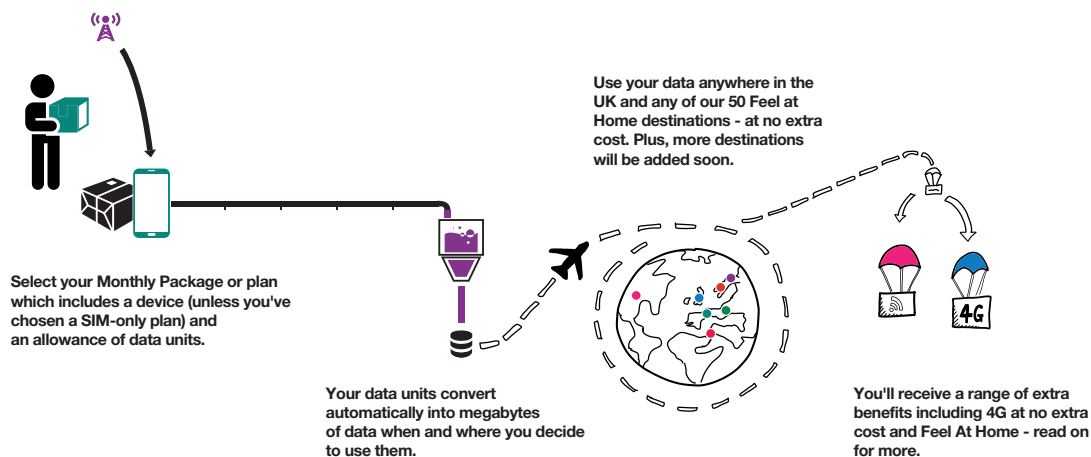 Select your Monthly Package or plan
which includes a device (unless you've
chosen a SIM-only plan) and
an allowance of data units.
Your data units convert
automatically into megabytes
of data when and where you decide
to use them.
Use your data anywhere in the
UK and any of our 50 Feel at
Home destinations - at no extra
cost. Plus, more destinations
will be added soon.
4G
You'll receive a range of extra
benefits including 4G at no extra
cost and Feel At Home - read on
for more.